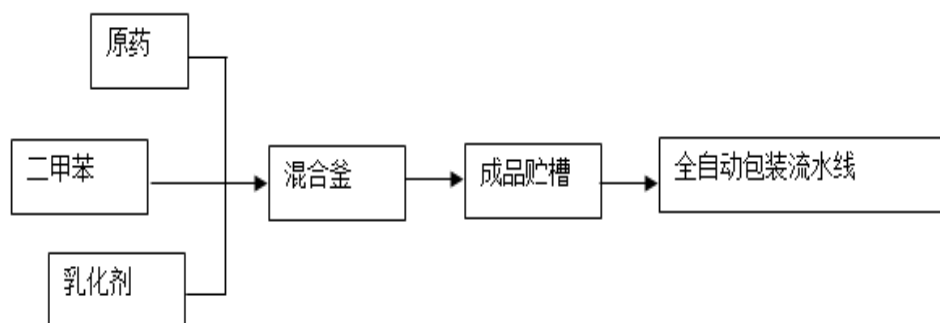 原药
二甲苯
乳化剂
混合釜
成品贮槽
全自动包装流水线